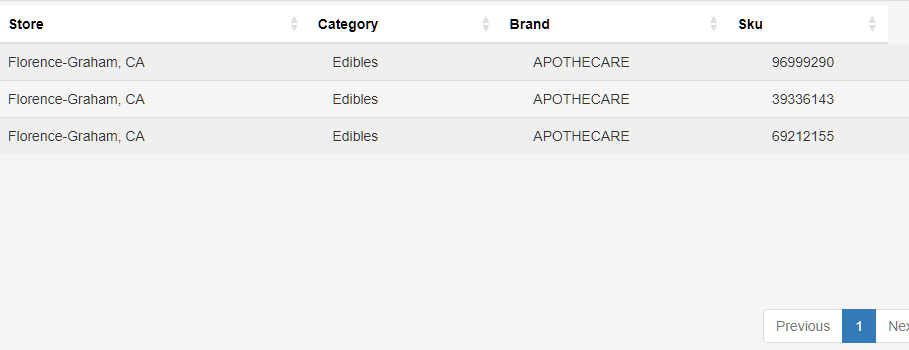 Store Category Brand Sku
Florence-Graham, CA Edibles APOTHECARE 96999290
Florence-Graham, CA Edibles APOTHECARE 39336143
Florence-Graham, CA Edibles APOTHECARE 69212155
Previous 1 Nex